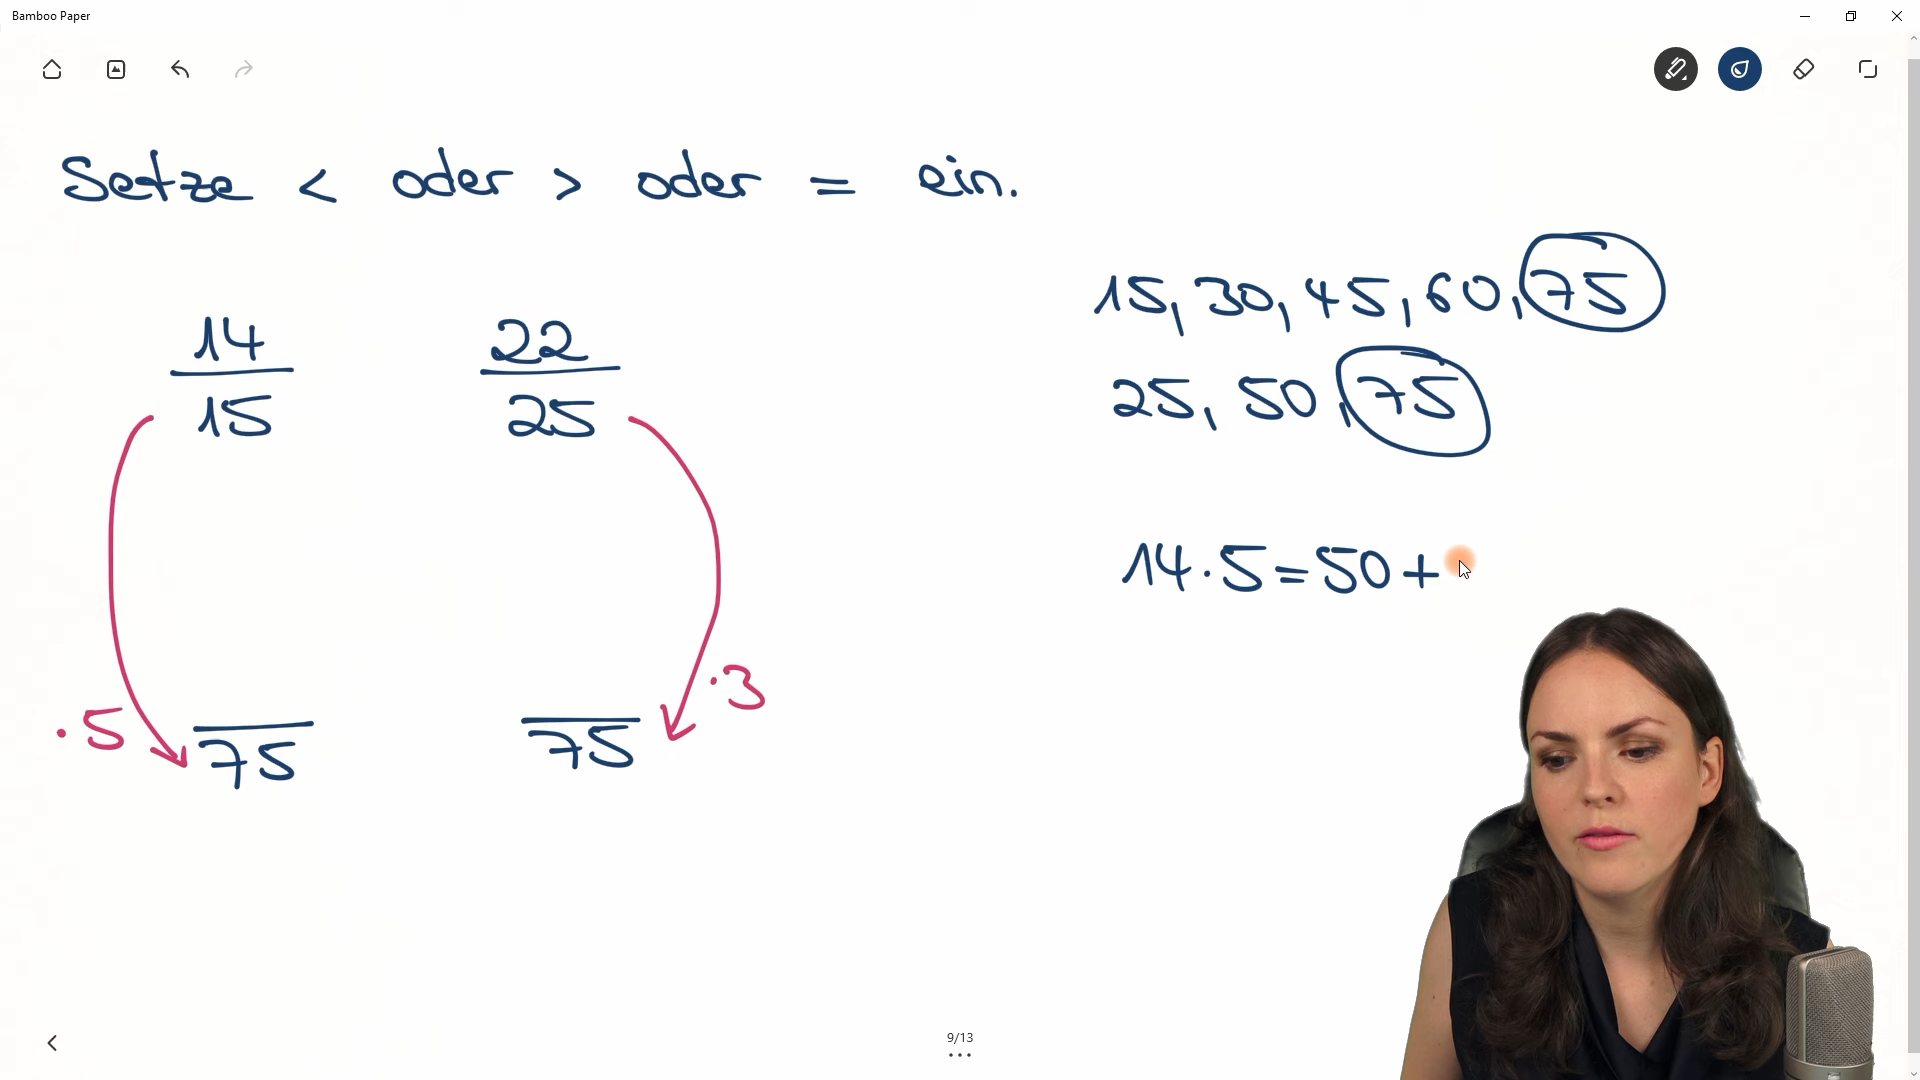 Bamboo Paper
Setze < oder > oder = ein.
15, 30, 45, 60, 75
14/15 22/25
25, 50, 75
14·5=50+
·5 75 75 ·3
9/13